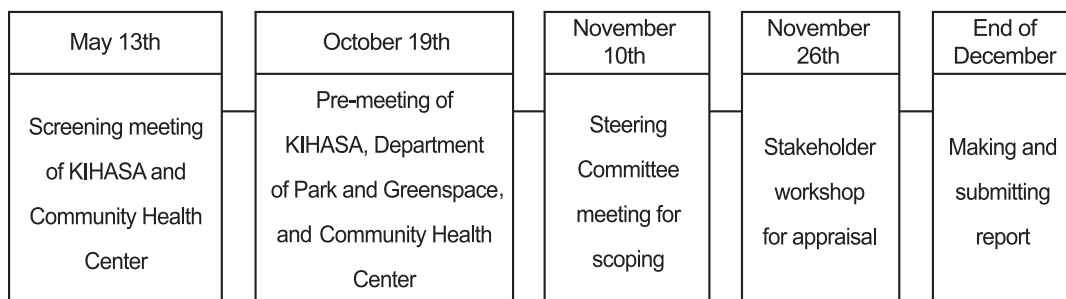 May 13th
Screening meeting
of KIHASA and
Community Health
Center
October 19th
Pre-meeting of
KIHASA, Department
of Park and Greenspace,
and Community Health
Center
November
10th
Steering
Committee
meeting for
scoping
November
26th
Stakeholder
workshop
for appraisal
End of
December
Making and
submitting
report